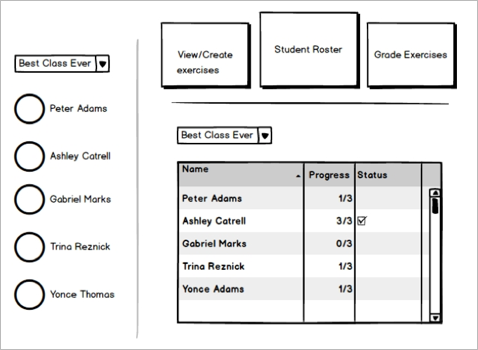 Best Class Ever
Peter Adams
Ashley Catrell
Gabriel Marks
Trina Reznick
Yonce Thomas
View/Create
exercises
Student Roster
Grade Exercises
Best Class Ever
Name Progress Status
Peter Adams 1/3
Ashley Catrell 3/3
Gabriel Marks 0/3
Trina Reznick 1/3
Yonce Adams 1/3